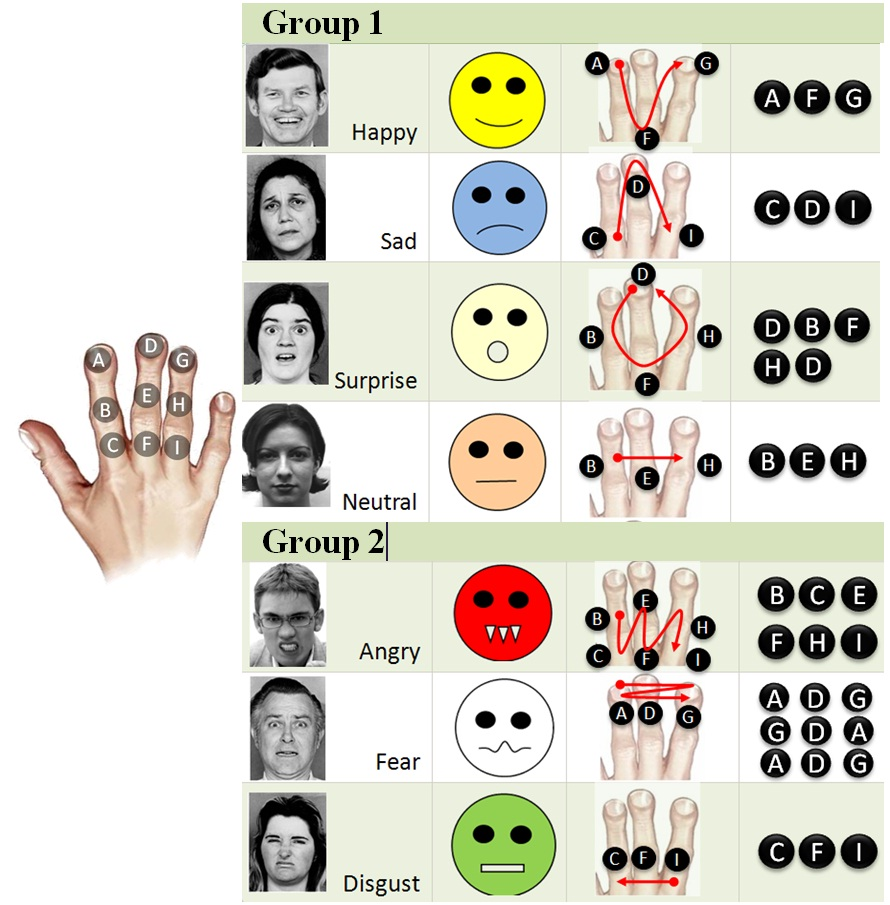 Group 1
Happy
A G
F
A F G
Sad
D
C I
C D I
Surprise
D
B H
F
D B F
H D
Neutral
B E H
B E H
A D G
B E H
C F I
Group 2
Angry
E
B H
C F I
B C E
F H I
Fear
A D G
A D G
G D A
A D G
Disgust
C F I
C F I